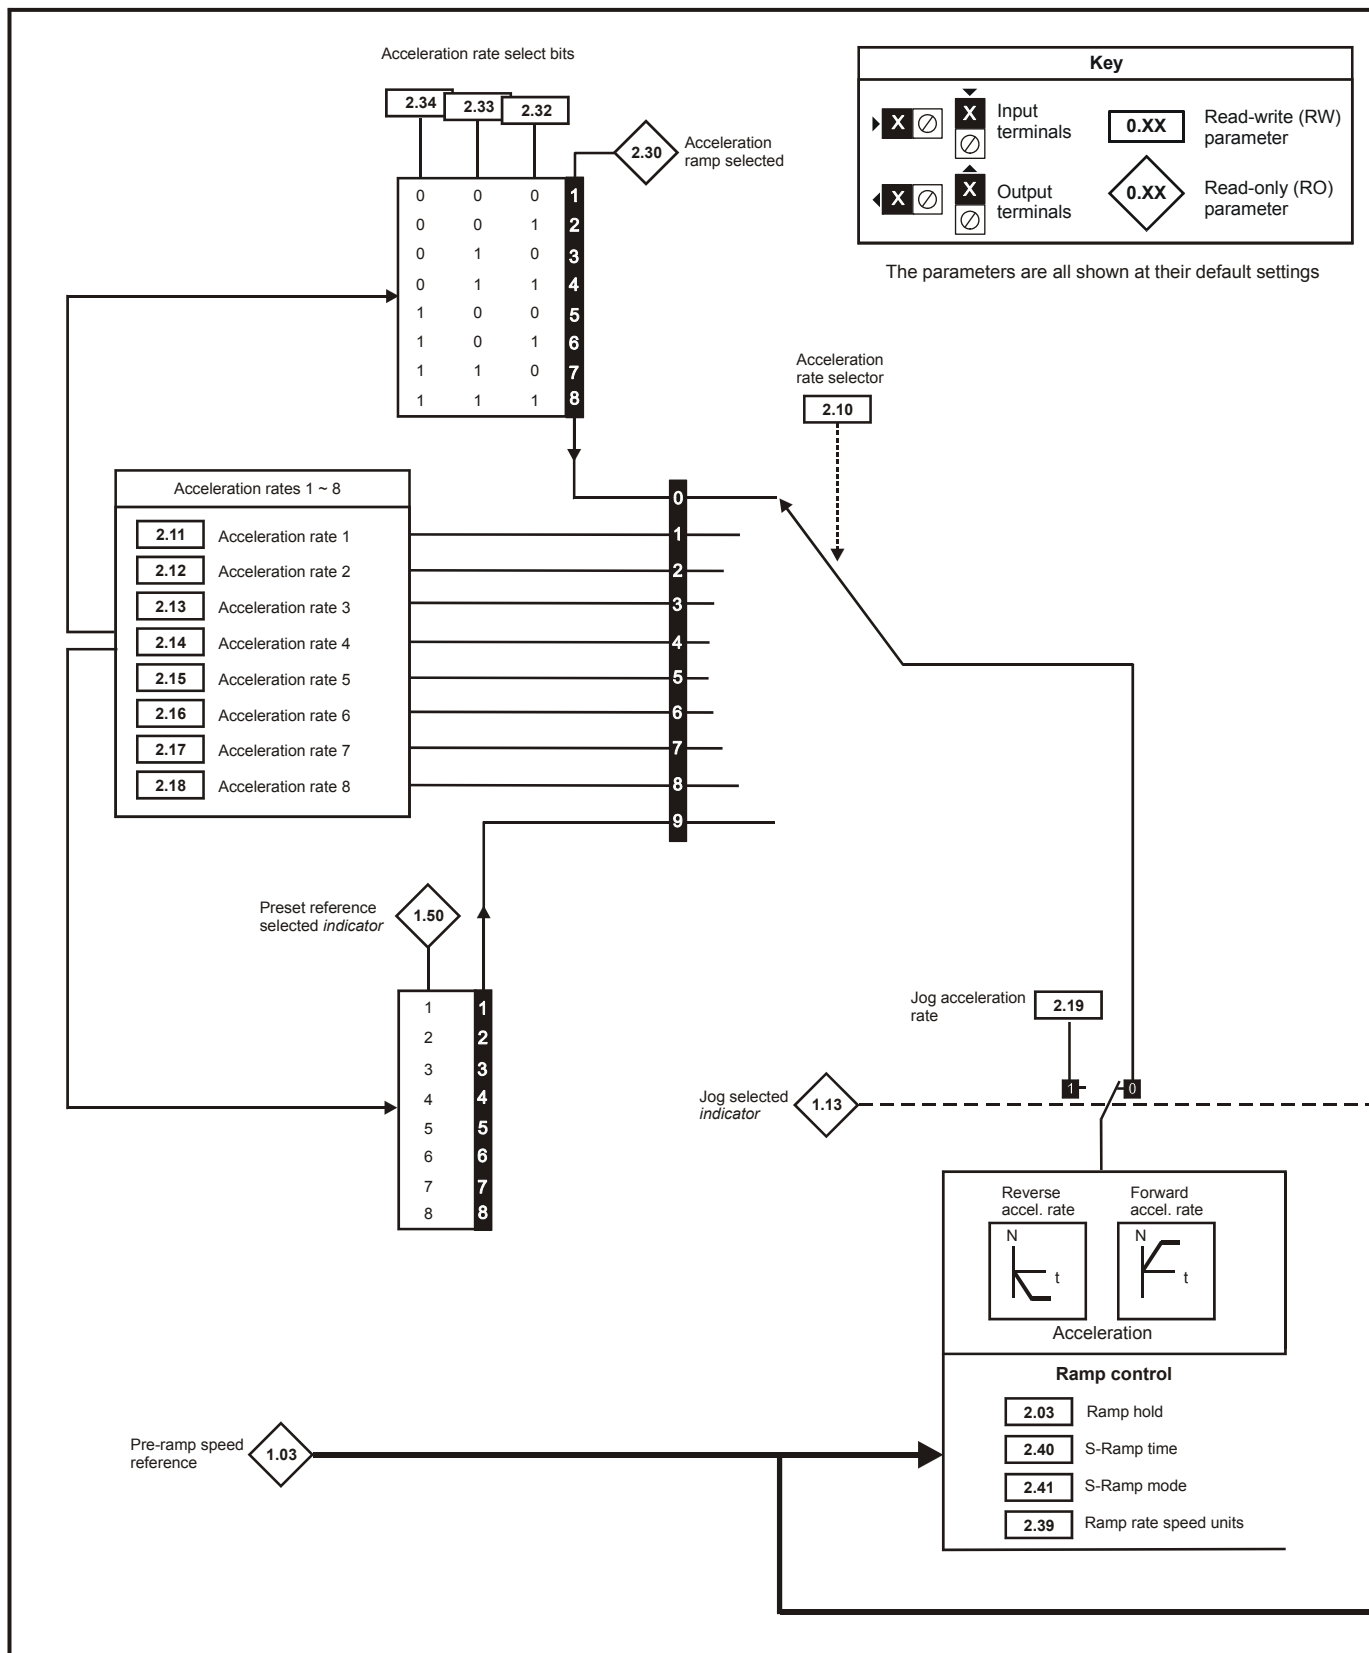 Acceleration rate select bits
2.34 2.33 2.32
2.30
Acceleration
ramp selected
0 0 0 1
0 0 1 2
0 1 0 3
0 1 1 4
1 0 0 5
1 0 1 6
1 1 0 7
1 1 1 8
Key
X
X
Input
terminals
0.XX
Read-write (RW)
parameter
X
X
Output
terminals
0.XX
Read-only (RO)
parameter
The parameters are all shown at their default settings
Acceleration
rate selector
2.10
Acceleration rates 1 ~ 8
2.11 Acceleration rate 1
2.12 Acceleration rate 2
2.13 Acceleration rate 3
2.14 Acceleration rate 4
2.15 Acceleration rate 5
2.16 Acceleration rate 6
2.17 Acceleration rate 7
2.18 Acceleration rate 8
0
1
2
3
4
5
6
7
8
9
Preset reference
selected indicator
1.50
1 1
2 2
3 3
4 4
5 5
6 6
7 7
8 8
Jog acceleration
rate
2.19
1 0
Jog selected
indicator
1.13
Reverse
accel. rate
N
t
Forward
accel. rate
N
t
Acceleration
Ramp control
2.03 Ramp hold
2.40 S-Ramp time
2.41 S-Ramp mode
2.39 Ramp rate speed units
Pre-ramp speed
reference
1.03